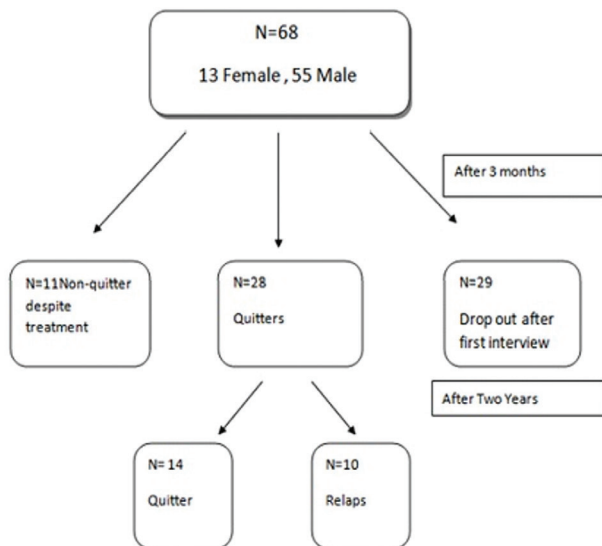 N=68
13 Female , 55 Male
After 3 months
N=11Non-quitter
despite
treatment
N=28
Quitters
N=29
Drop out after
first interview
After Two Years
N= 14
Quitter
N=10
Relaps